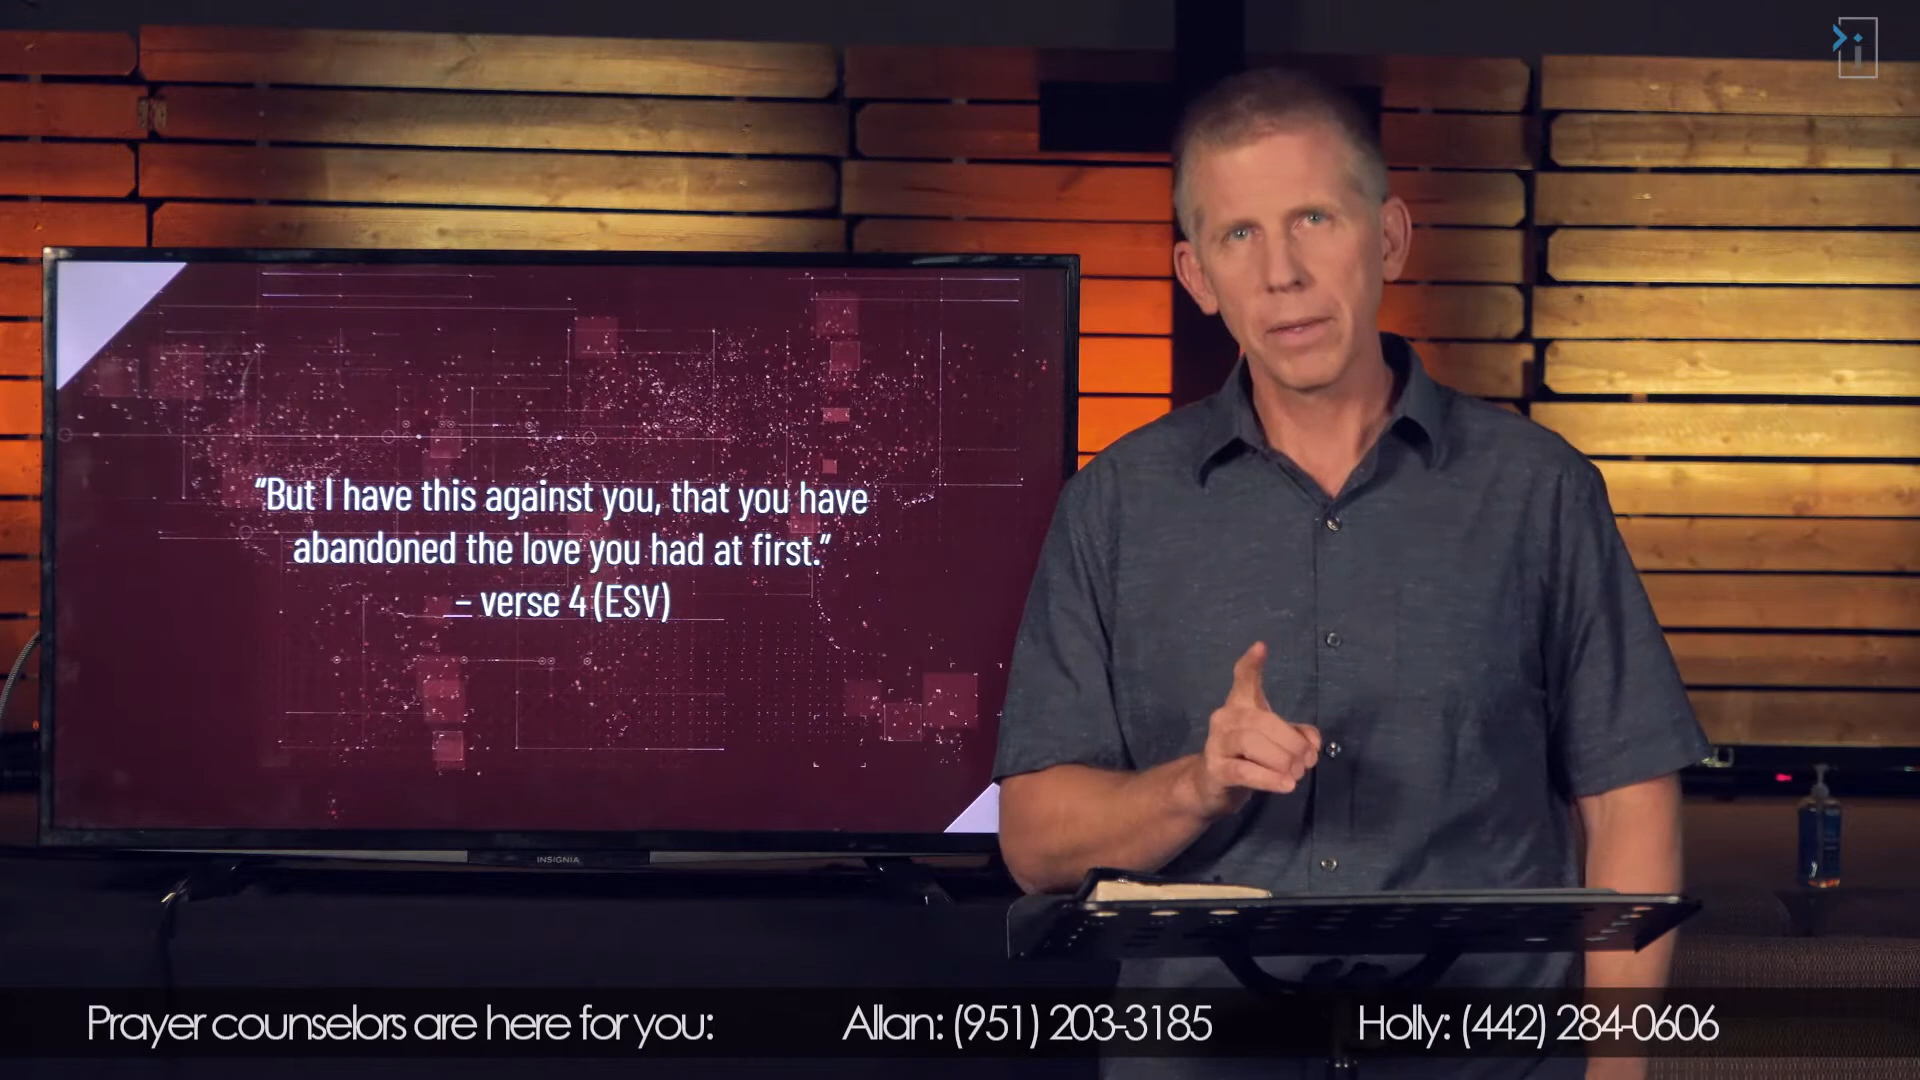 “But I have this against you, that you have
abandoned the love you had at first.”
– verse 4 (ESV)
INSIGNIA
Prayer counselors are here for you: Allan: (951) 203-3185 Holly: (442) 284-0606